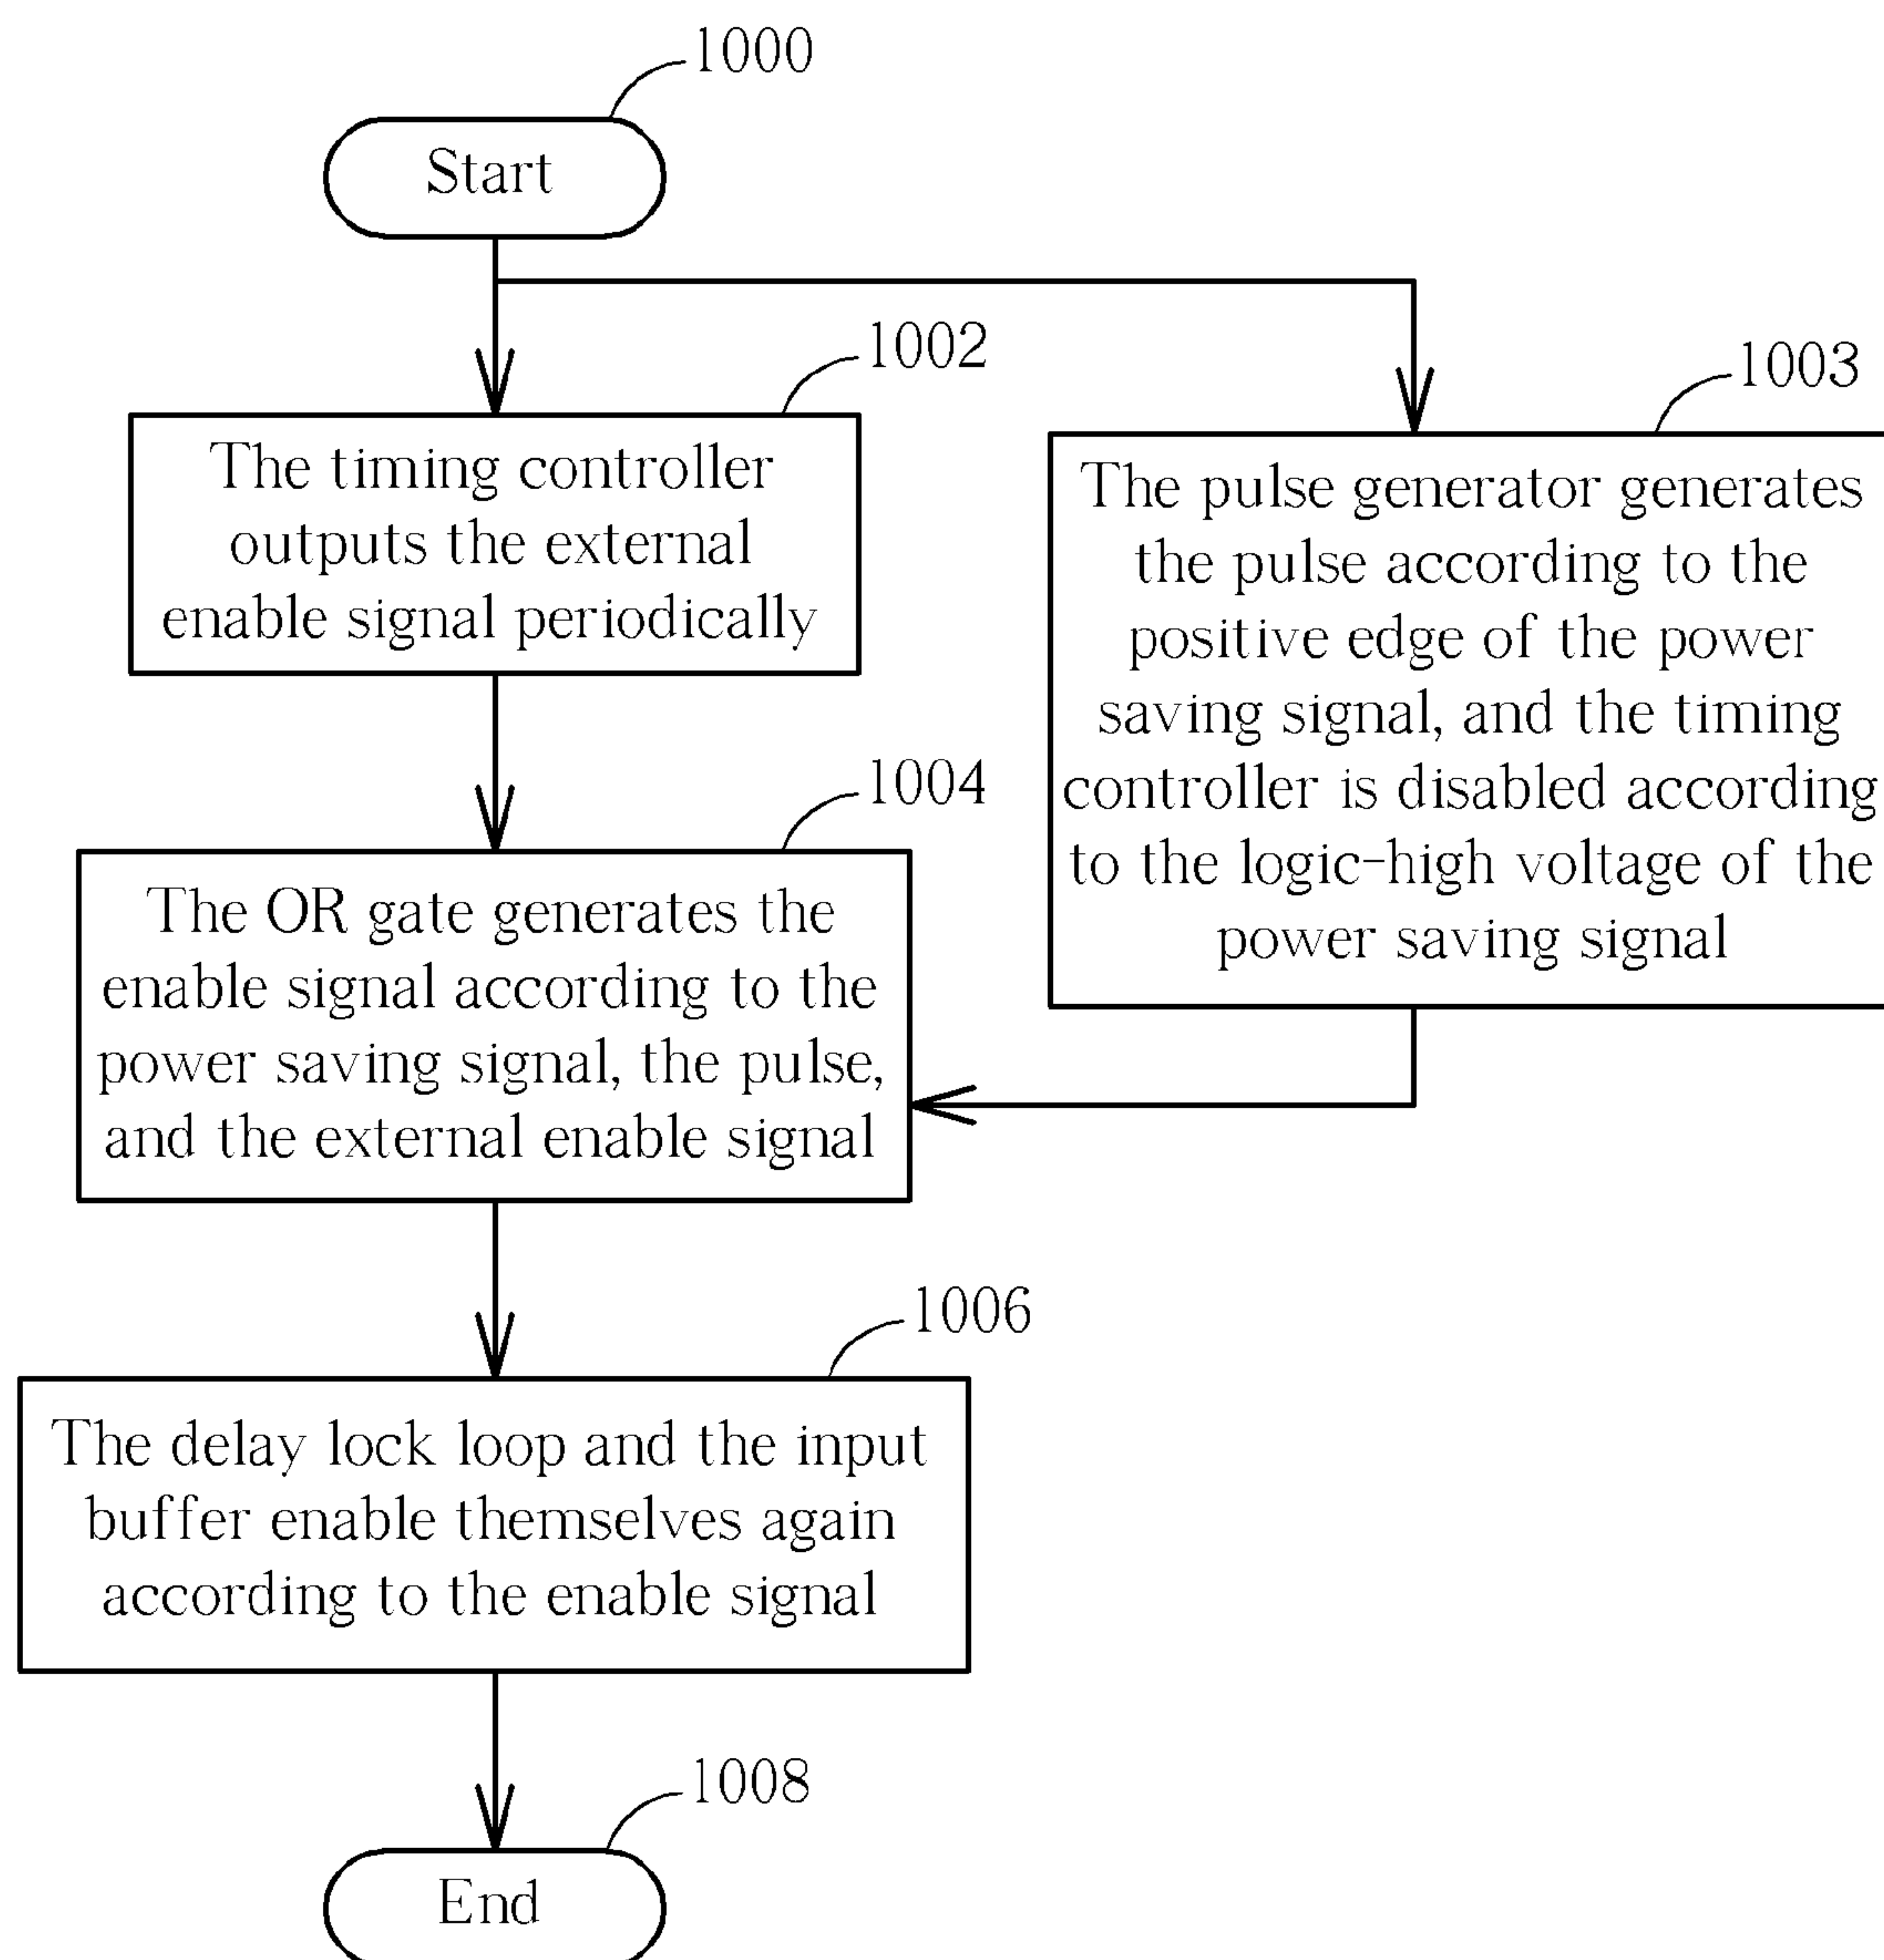 1000
Start
1002
The timing controller
outputs the external
enable signal periodically
1003
The pulse generator generates
the pulse according to the
positive edge of the power
saving signal, and the timing
controller is disabled according
to the logic-high voltage of the
power saving signal
1004
The OR gate generates the
enable signal according to the
power saving signal, the pulse,
and the external enable signal
1006
The delay lock loop and the input
buffer enable themselves again
according to the enable signal
1008
End